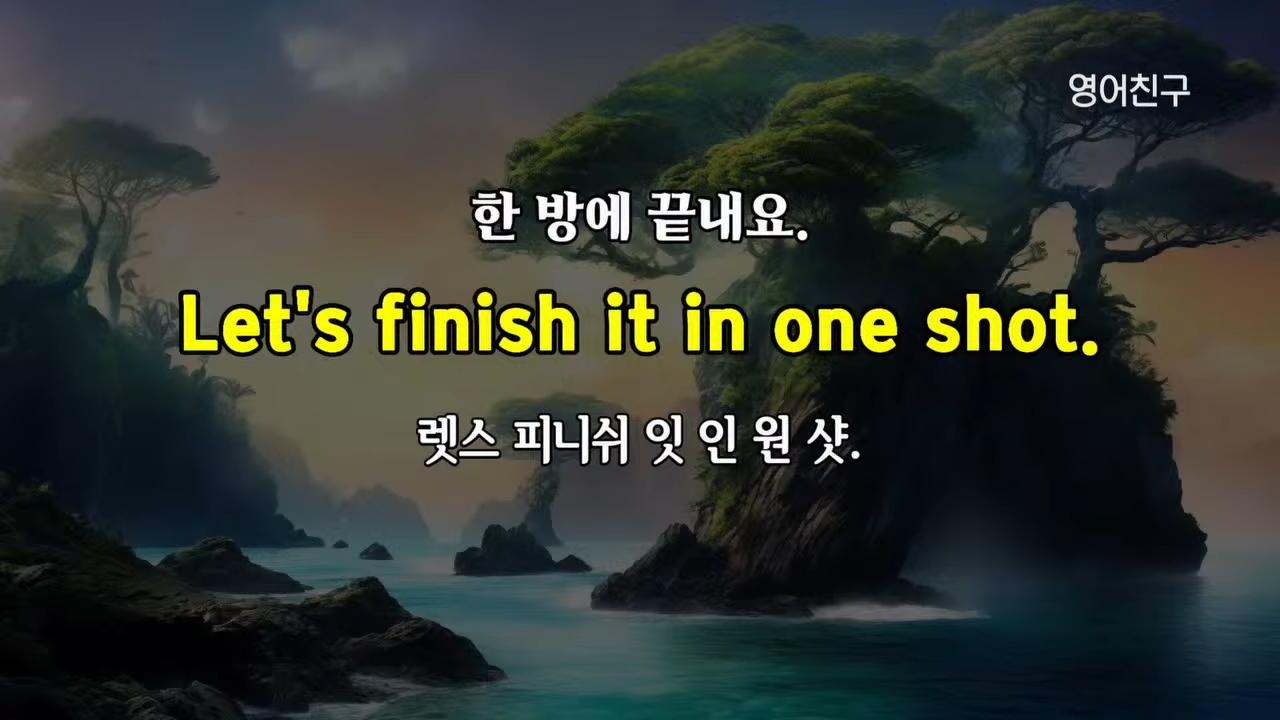 영어친구
한 방에 끝내요.
Let's finish it in one shot.
렛스 피니쉬 잇 인 원 샷.